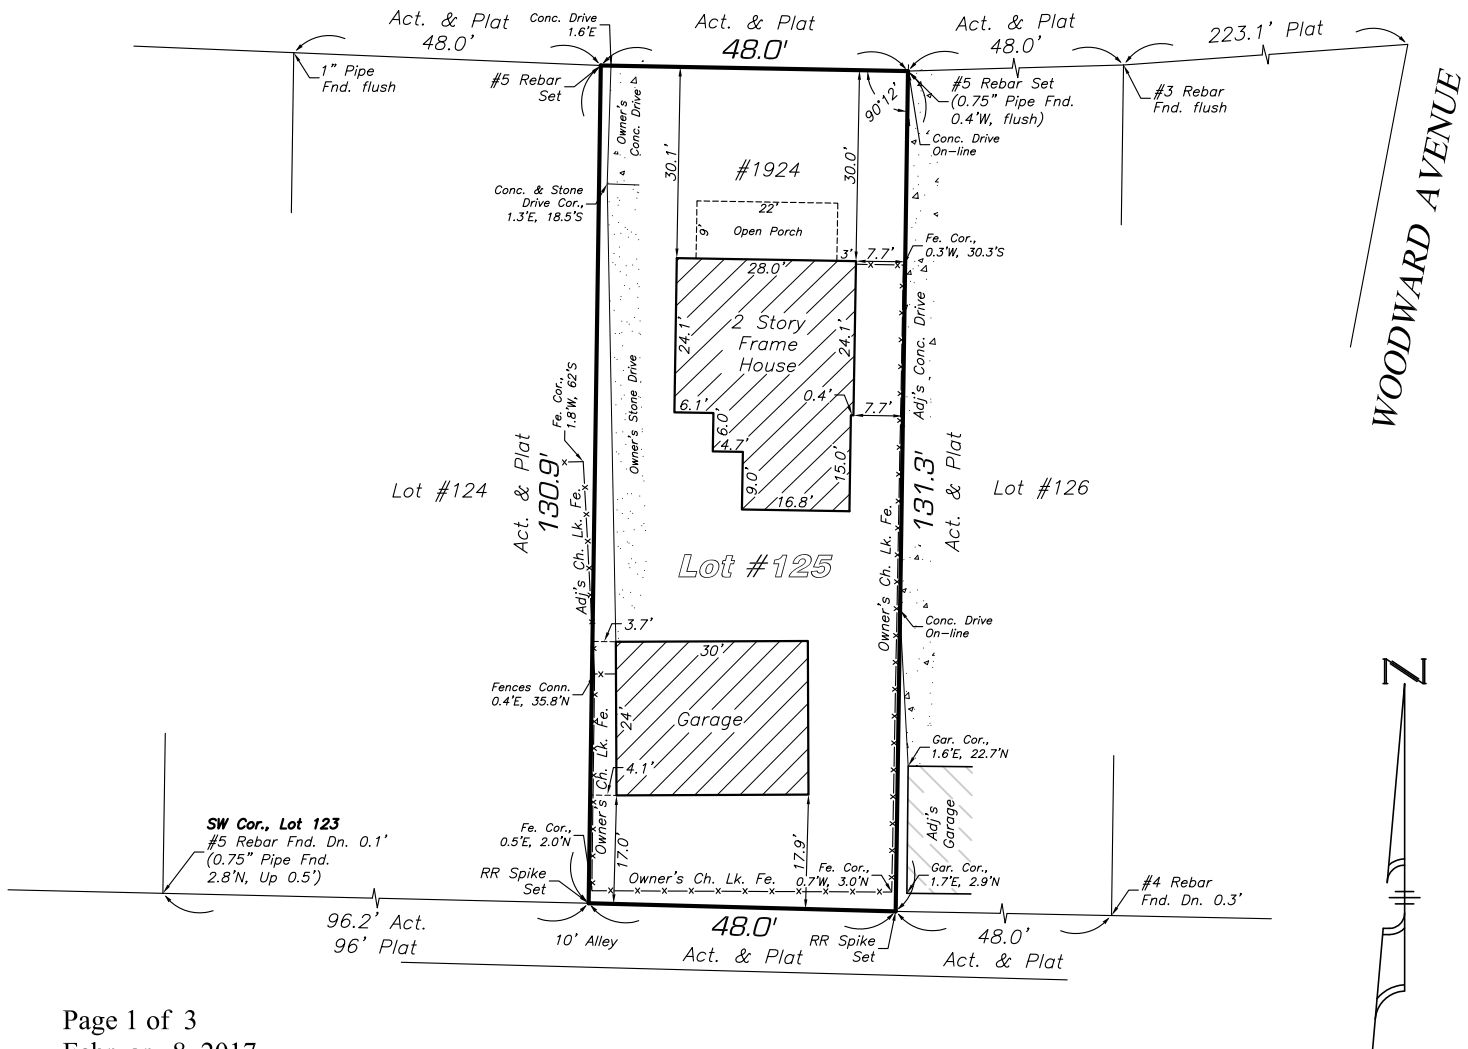 Act. & Plat
48.0'
Conc. Drive
1.6'E
Act. & Plat
48.0'
Act. & Plat
48.0'
223.1' Plat
1" Pipe
Fnd. flush
#5 Rebar
Set
Owner's
Conc. Drive
90°12'
#5 Rebar Set
(0.75" Pipe Fnd.
0.4'W, flush)
#3 Rebar
Fnd. flush
WOODWARD AVENUE
Conc. Drive
On-line
30.1'
#1924
30.0'
Conc. & Stone
Drive Cor.,
1.3'E, 18.5'S
22'
9'
Open Porch
3'
7.7'
Fe. Cor.,
0.3'W, 30.3'S
28.0'
24.1'
2 Story
Frame
House
24.1'
Adj's Conc. Drive
Owner's Stone Drive
Fe. Cor.,
1.8'W, 62'S
6.1'
0.4'
7.7'
6.0'
4.7'
9.0'
15.0'
16.8'
Lot #124
Act. & Plat
130.9'
131.3'
Act. & Plat
Lot #126
Adj's Ch. Lk. Fe.
Owner's Ch. Lk. Fe.
Lot #125
3.7'
Conc. Drive
On-line
30'
Fences Conn.
0.4'E, 35.8'N
24'
Garage
Owner's Ch. Lk. Fe.
4.1'
Gar. Cor.,
1.6'E, 22.7'N
N
Adj's
Garage
SW Cor., Lot 123
#5 Rebar Fnd. Dn. 0.1'
(0.75" Pipe Fnd.
2.8'N, Up 0.5')
Fe. Cor.,
0.5'E, 2.0'N
17.0'
17.9'
RR Spike
Set
Owner's Ch. Lk. Fe.
Fe. Cor.,
0.7'W, 3.0'N
Gar. Cor.,
1.7'E, 2.9'N
#4 Rebar
Fnd. Dn. 0.3'
96.2' Act.
96' Plat
10' Alley
48.0'
Act. & Plat
RR Spike
Set
48.0'
Act. & Plat
Page 1 of 3
February 8, 2017